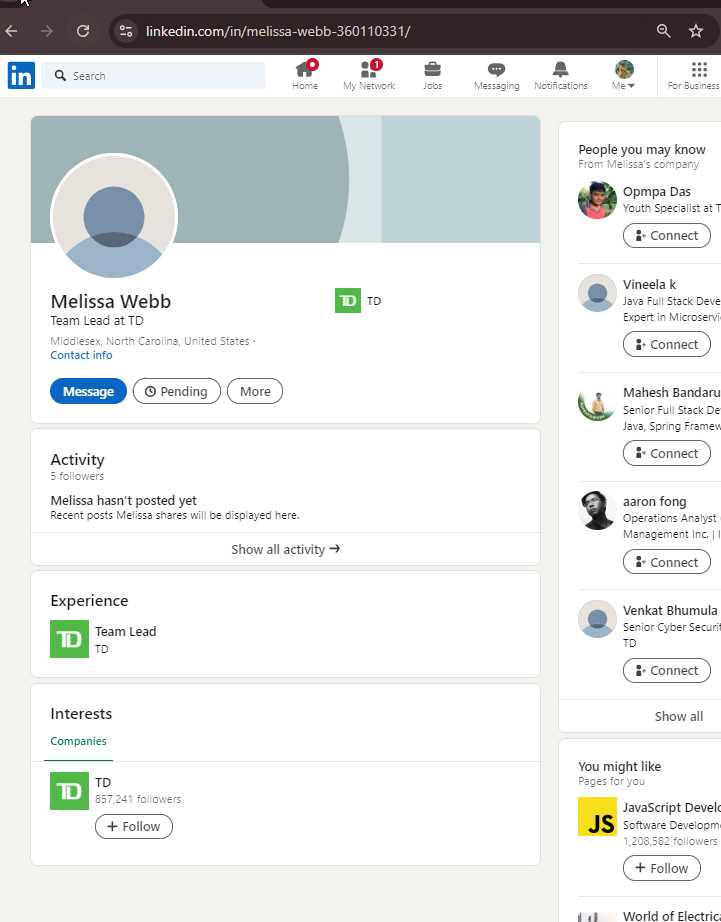 linkedin.com/in/melissa-webb-360110331/
in
Search
Home
1
My Network
Jobs
Messaging
Notifications
Me
For Business
Melissa Webb
Team Lead at TD
Middlesex, North Carolina, United States ·
Contact info
TD
TD
Message
Pending
More
Activity
5 followers
Melissa hasn't posted yet
Recent posts Melissa shares will be displayed here.
Show all activity →
Experience
TD
Team Lead
TD
Interests
Companies
TD
TD
857,241 followers
+ Follow
People you may know
From Melissa's company
Opmpa Das
Youth Specialist at T
Connect
Vineela k
Java Full Stack Deve
Expert in Microservi
Connect
Mahesh Bandaru
Senior Full Stack De
Java, Spring Framew
Connect
aaron fong
Operations Analyst
Management Inc. | I
Connect
Venkat Bhumula
Senior Cyber Securit
TD
Connect
Show all
You might like
Pages for you
JS
JavaScript Develo
Software Developme
1,208,582 followers
+ Follow
World of Electrica